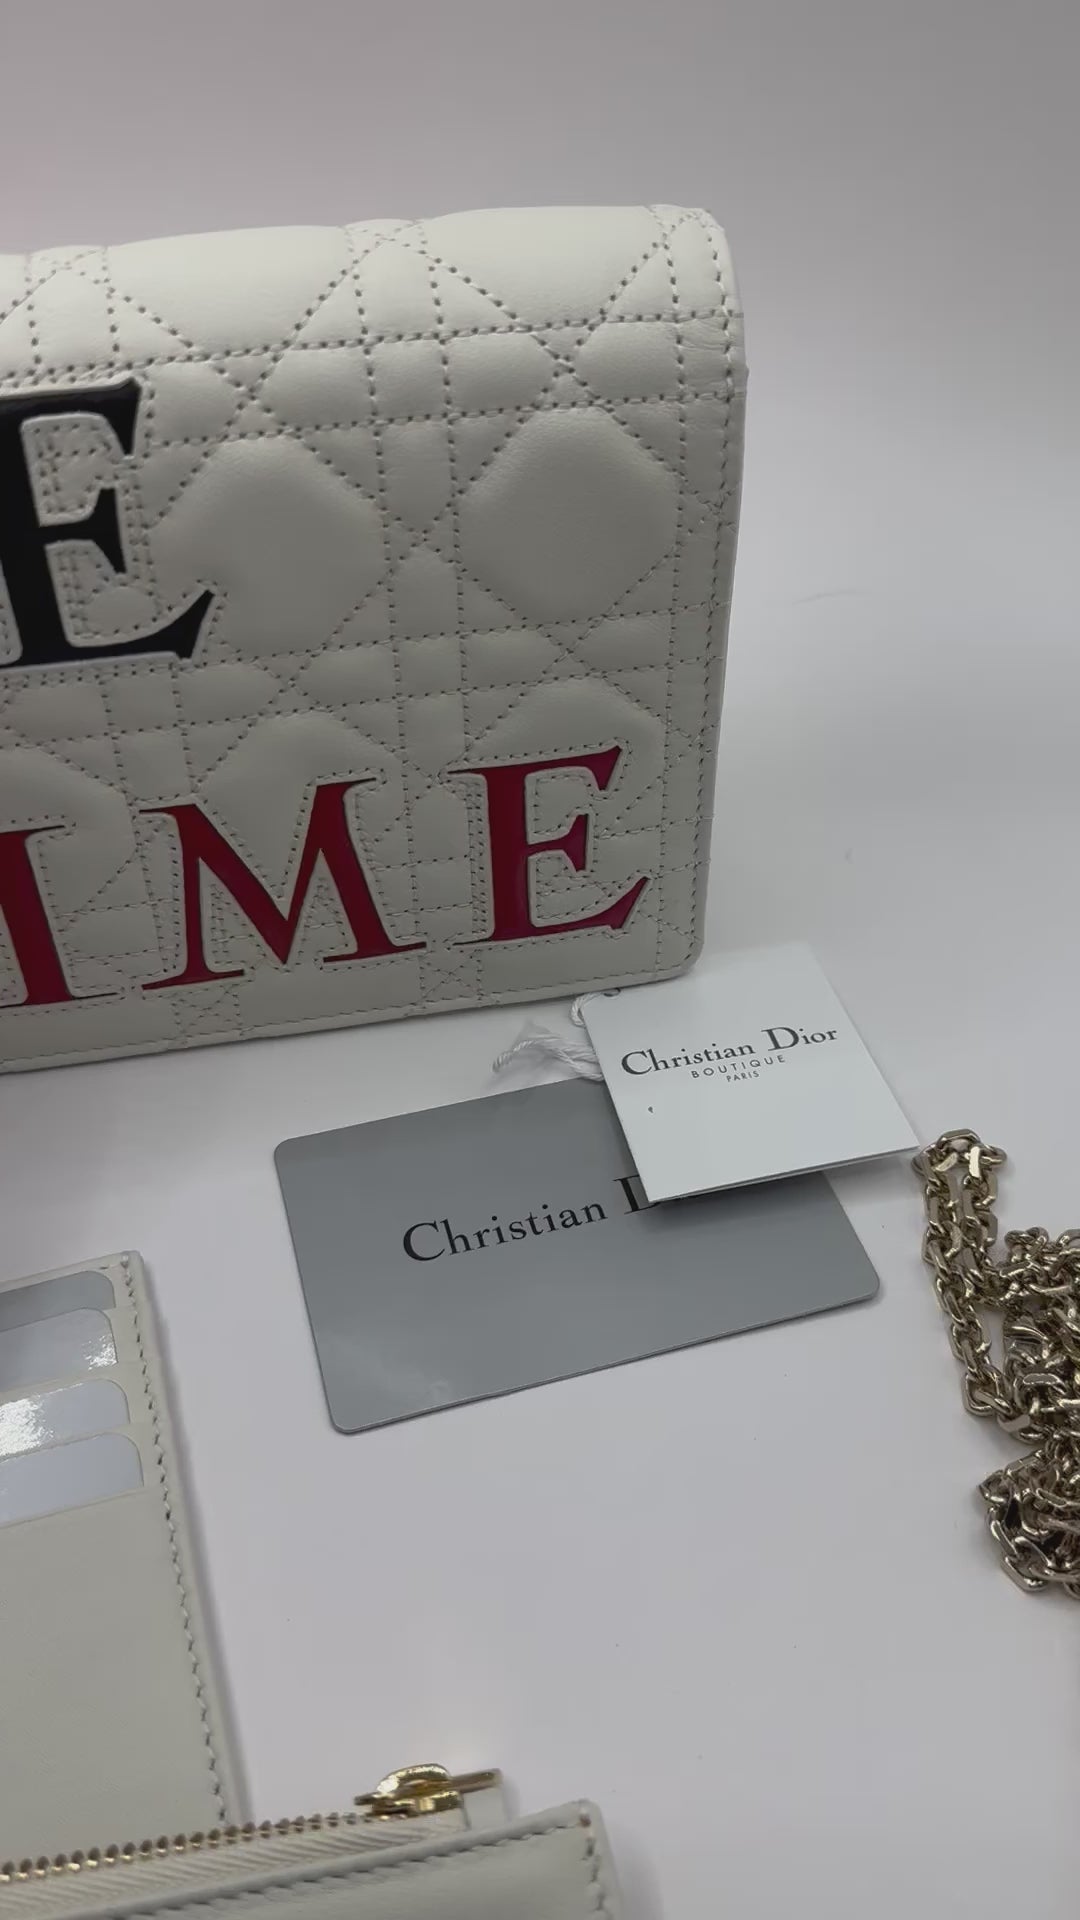 E
IME
Christian Dior
BOUTIQUE
PARIS
Christian D